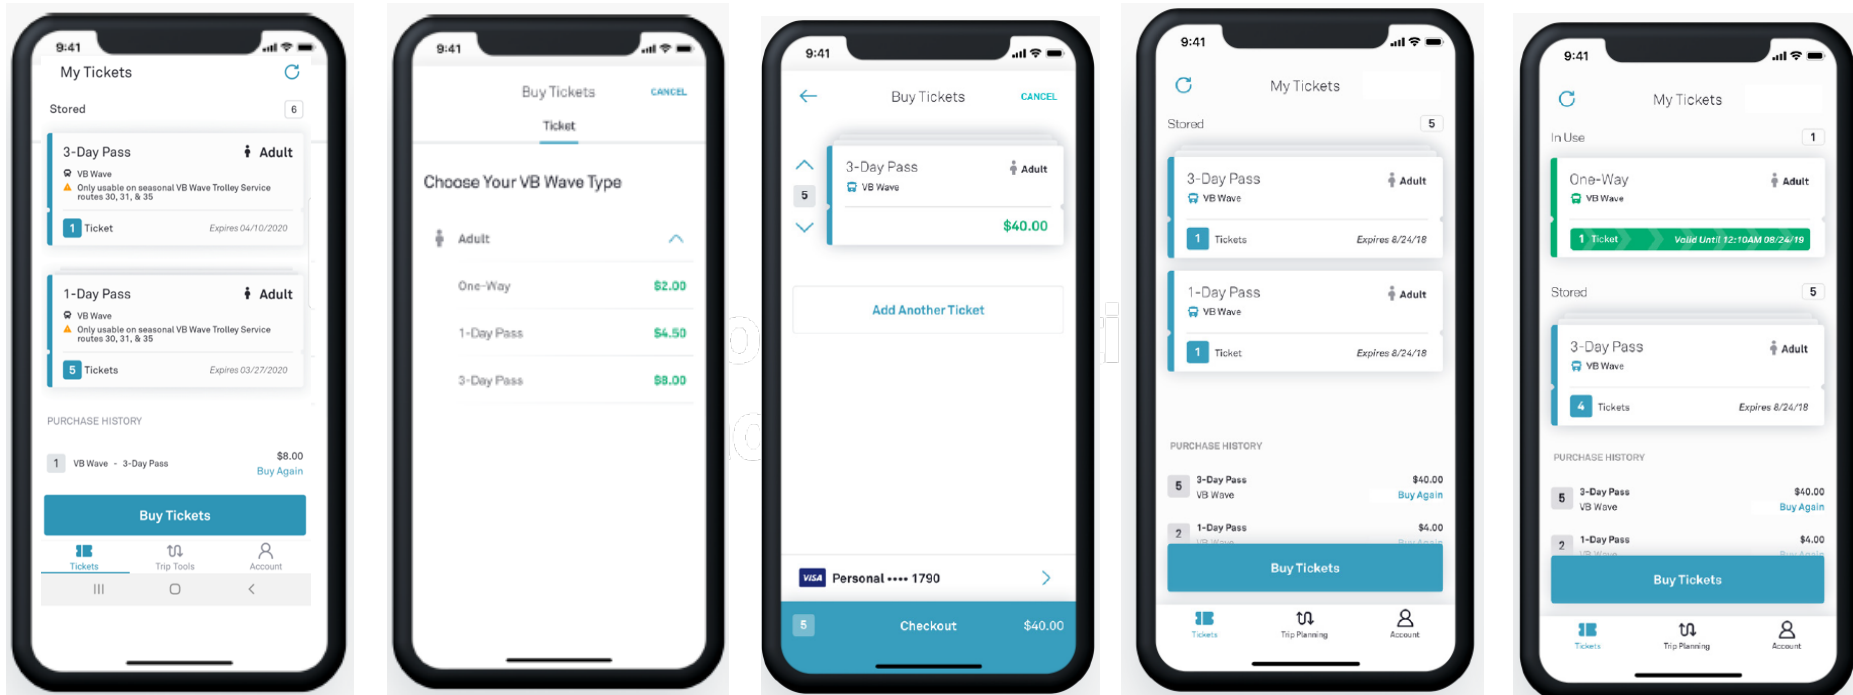 9:41
My Tickets
Stored 6
3-Day Pass Adult
VB Wave
Only usable on seasonal VB Wave Trolley Service
routes 30, 31, & 35
1 Ticket Expires 04/10/2020
1-Day Pass Adult
VB Wave
Only usable on seasonal VB Wave Trolley Service
routes 30, 31, & 35
5 Tickets Expires 03/27/2020
PURCHASE HISTORY
1 VB Wave - 3-Day Pass $8.00
Buy Again
Buy Tickets
Tickets Trip Tools Account
9:41
Buy Tickets CANCEL
Ticket
Choose Your VB Wave Type
Adult
One-Way $2.00
1-Day Pass $4.50
3-Day Pass $8.00
9:41
Buy Tickets CANCEL
3-Day Pass Adult
5 VB Wave
$40.00
Add Another Ticket
VISA Personal •••• 1790
5 Checkout $40.00
9:41
My Tickets
Stored 5
3-Day Pass Adult
VB Wave
1 Tickets Expires 8/24/18
1-Day Pass Adult
VB Wave
1 Ticket Expires 8/24/18
PURCHASE HISTORY
5 3-Day Pass $40.00
VB Wave Buy Again
2 1-Day Pass $4.00
VB Wave Buy Again
Buy Tickets
Tickets Trip Planning Account
9:41
My Tickets
In Use 1
One-Way Adult
VB Wave
1 Ticket Valid Until 12:10AM 08/24/19
Stored 5
3-Day Pass Adult
VB Wave
4 Tickets Expires 8/24/18
PURCHASE HISTORY
5 3-Day Pass $40.00
VB Wave Buy Again
2 1-Day Pass $4.00
VB Wave Buy Again
Buy Tickets
Tickets Trip Planning Account